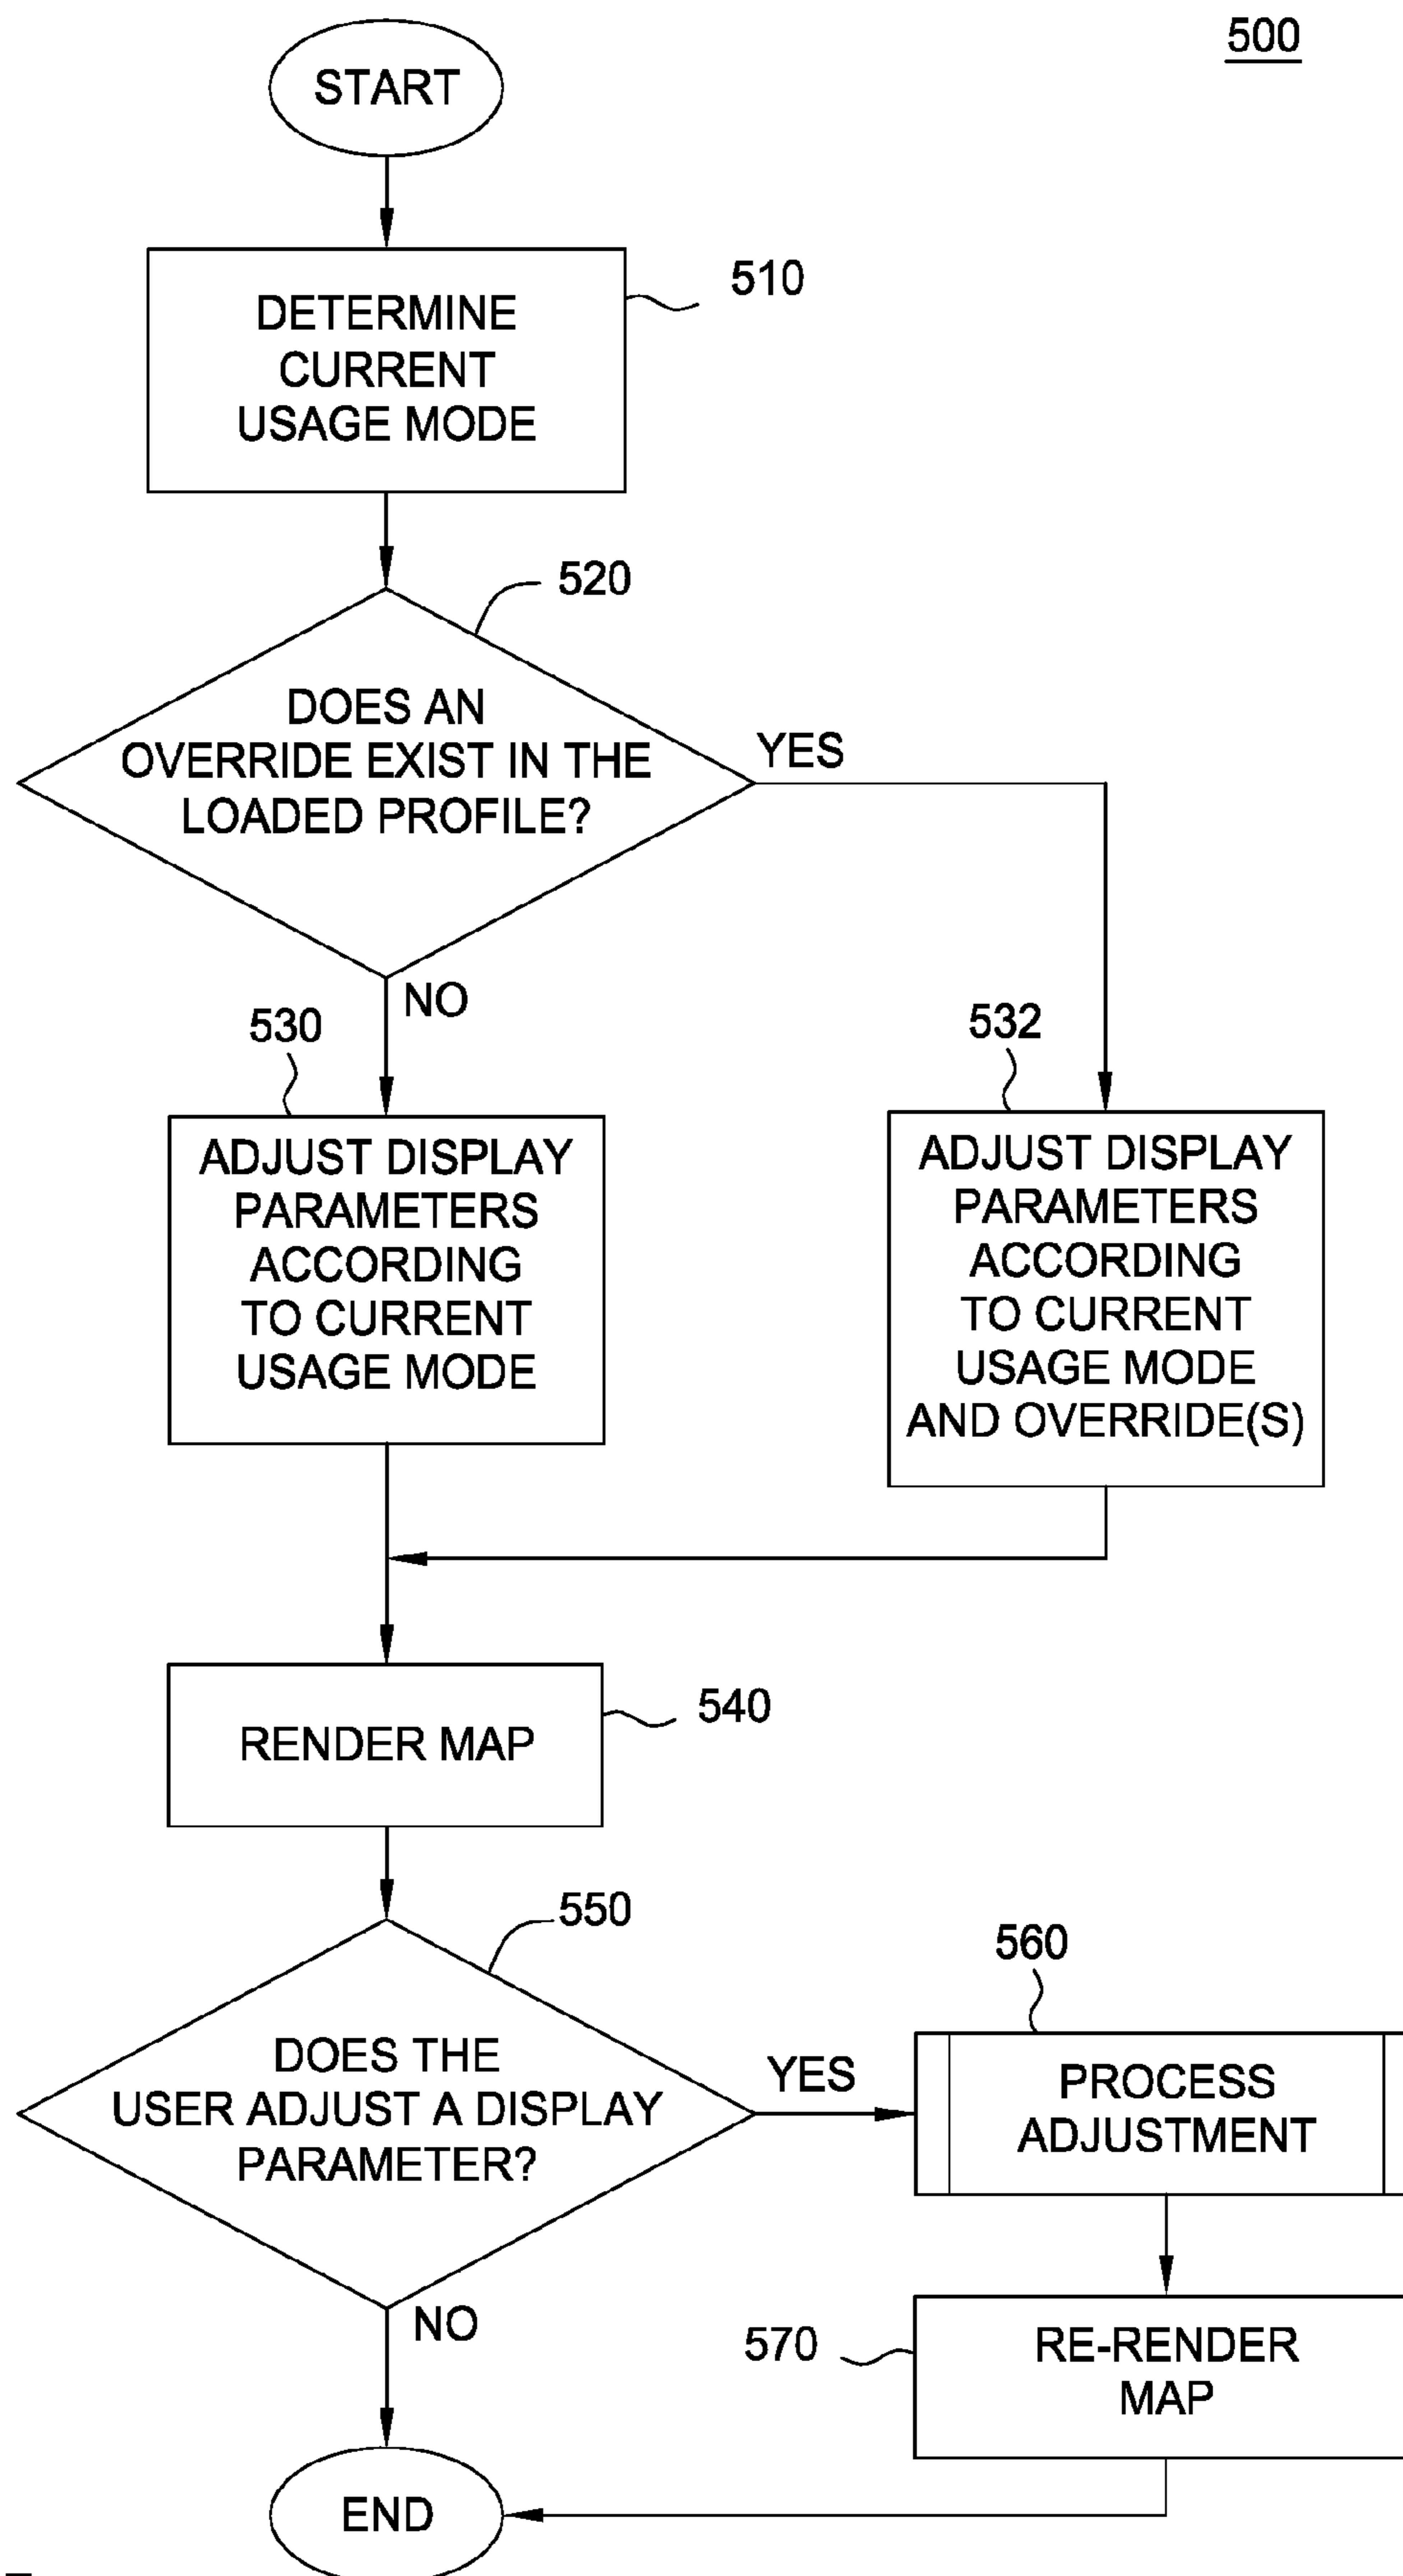 500
START
510
DETERMINE
CURRENT
USAGE MODE
520
DOES AN
OVERRIDE EXIST IN THE
LOADED PROFILE?
YES
NO
530
ADJUST DISPLAY
PARAMETERS
ACCORDING
TO CURRENT
USAGE MODE
532
ADJUST DISPLAY
PARAMETERS
ACCORDING
TO CURRENT
USAGE MODE
AND OVERRIDE(S)
RENDER MAP
540
550
DOES THE
USER ADJUST A DISPLAY
PARAMETER?
YES
560
PROCESS
ADJUSTMENT
NO
570
RE-RENDER
MAP
END